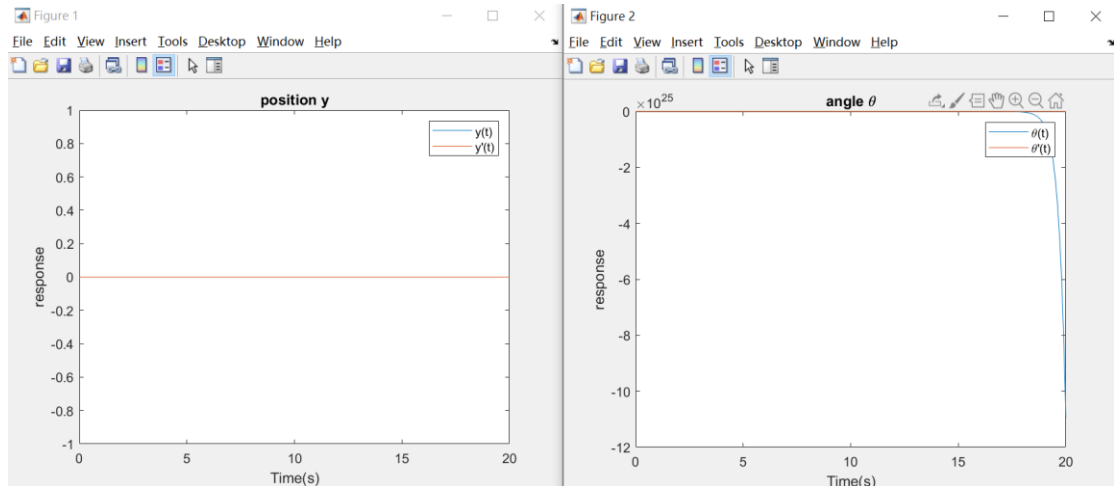 Figure 1
File Edit View Insert Tools Desktop Window Help
position y
y(t)
y'(t)
1
0.8
0.6
0.4
0.2
0
-0.2
-0.4
-0.6
-0.8
-1
response
0 5 10 15 20
Time(s)
Figure 2
File Edit View Insert Tools Desktop Window Help
×10^25
angle θ
θ(t)
θ'(t)
0
-2
-4
-6
-8
-10
-12
response
0 5 10 15 20
Time(s)